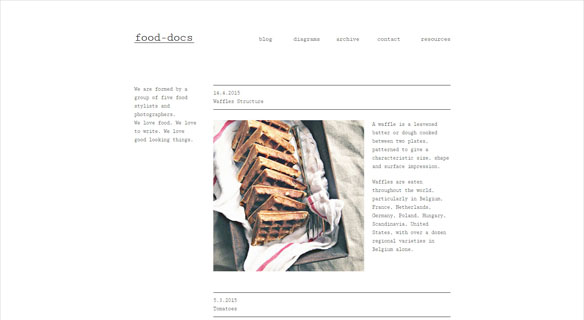 food-docs
blog diagrams archive contact resources
We are formed by a
group of five food
stylists and
photographers.
We love food. We love
to write. We love
good looking things.
14.4.2015
Waffles Structure
A waffle is a leavened
batter or dough cooked
between two plates,
patterned to give a
characteristic size, shape
and surface impression.
Waffles are eaten
throughout the world,
particularly in Belgium,
France, Netherlands,
Germany, Poland, Hungary,
Scandinavia, United
States, with over a dozen
regional varieties in
Belgium alone.
3.3.2015
Tomatoes